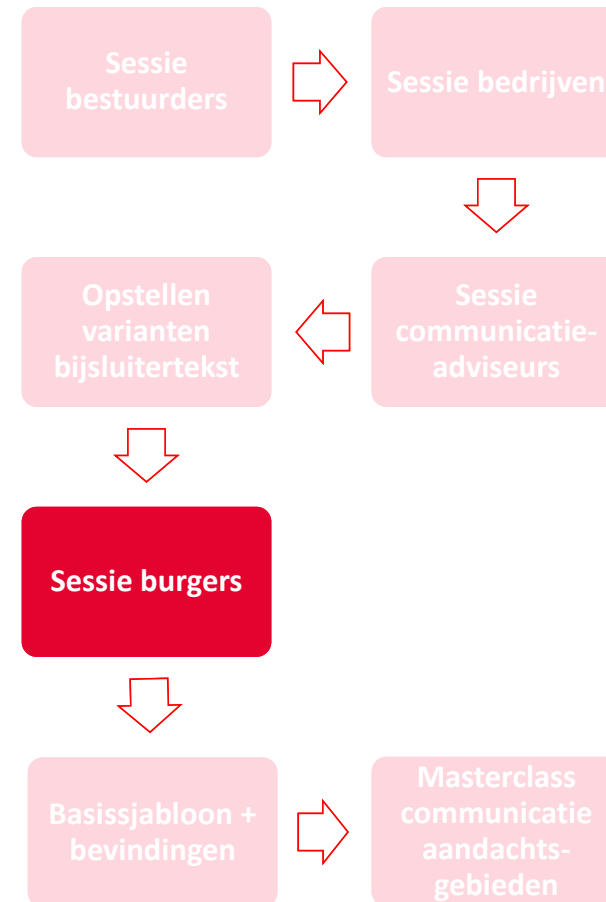 Sessie
bestuurders
Sessie bedrijven
Opstellen
varianten
bijsluitertekst
Sessie
communicatie-
adviseurs
Sessie burgers
Basissjabloon +
bevindingen
Masterclass
communicatie
aandachts-
gebieden